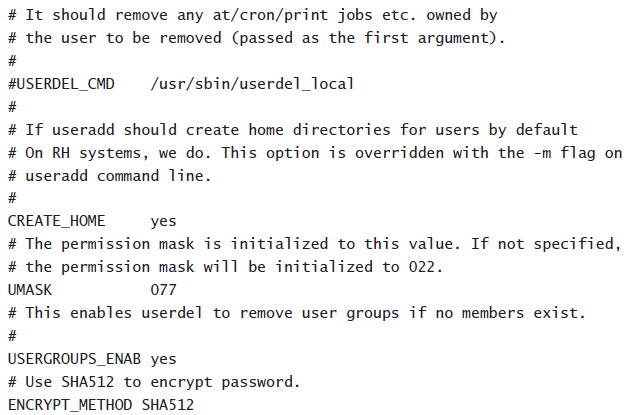 # It should remove any at/cron/print jobs etc. owned by
# the user to be removed (passed as the first argument).
#
#USERDEL_CMD    /usr/sbin/userdel_local
#
# If useradd should create home directories for users by default
# On RH systems, we do. This option is overridden with the -m flag on
# useradd command line.
#
CREATE_HOME     yes
# The permission mask is initialized to this value. If not specified,
# the permission mask will be initialized to 022.
UMASK           077
# This enables userdel to remove user groups if no members exist.
#
USERGROUPS_ENAB yes
# Use SHA512 to encrypt password.
ENCRYPT_METHOD SHA512